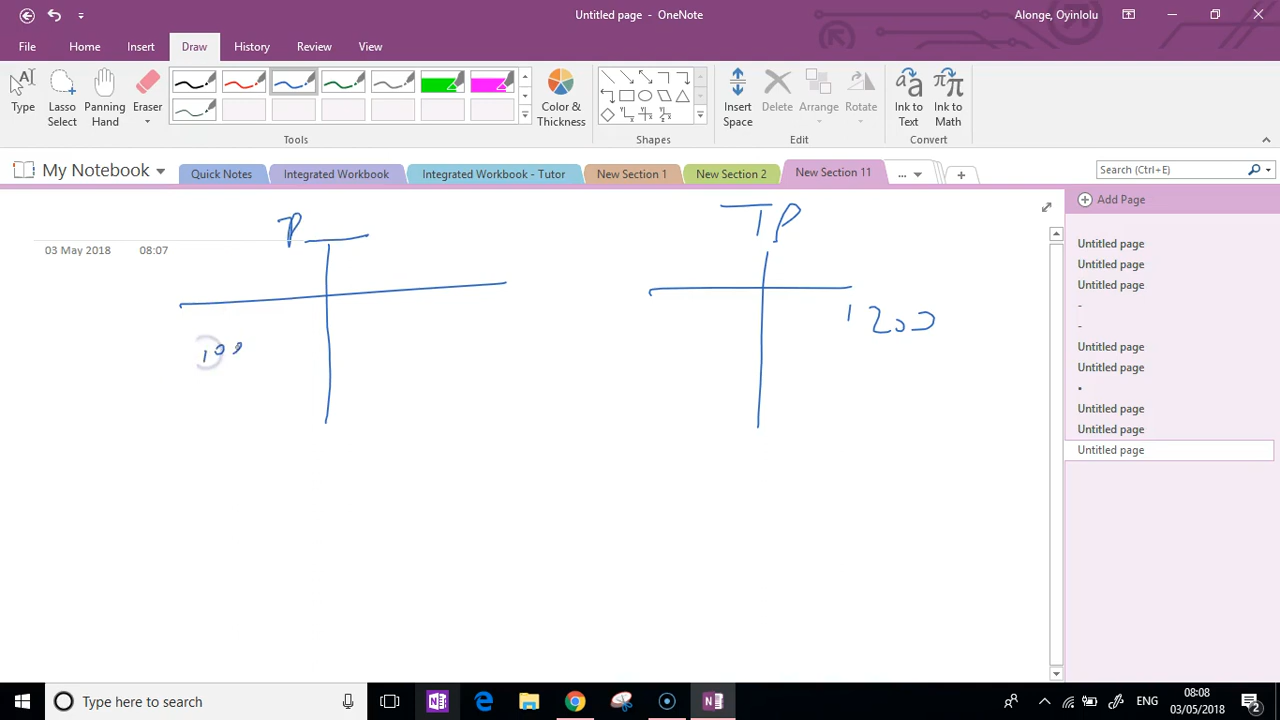 Untitled page - OneNote
Alonge, Oyinlolu
File Home Insert Draw History Review View
Type
Lasso Select
Panning Hand
Eraser
Color & Thickness
Insert Space
Delete
Arrange
Rotate
Ink to Text
Ink to Math
Tools
Shapes
Edit
Convert
My Notebook
Quick Notes
Integrated Workbook
Integrated Workbook - Tutor
New Section 1
New Section 2
New Section 11
...
Search (Ctrl+E)
Add Page
03 May 2018 08:07
P
TP
1200
100
Untitled page
Untitled page
Untitled page
-
-
Untitled page
Untitled page
•
Untitled page
Untitled page
Untitled page
Type here to search
ENG
08:08
03/05/2018
2